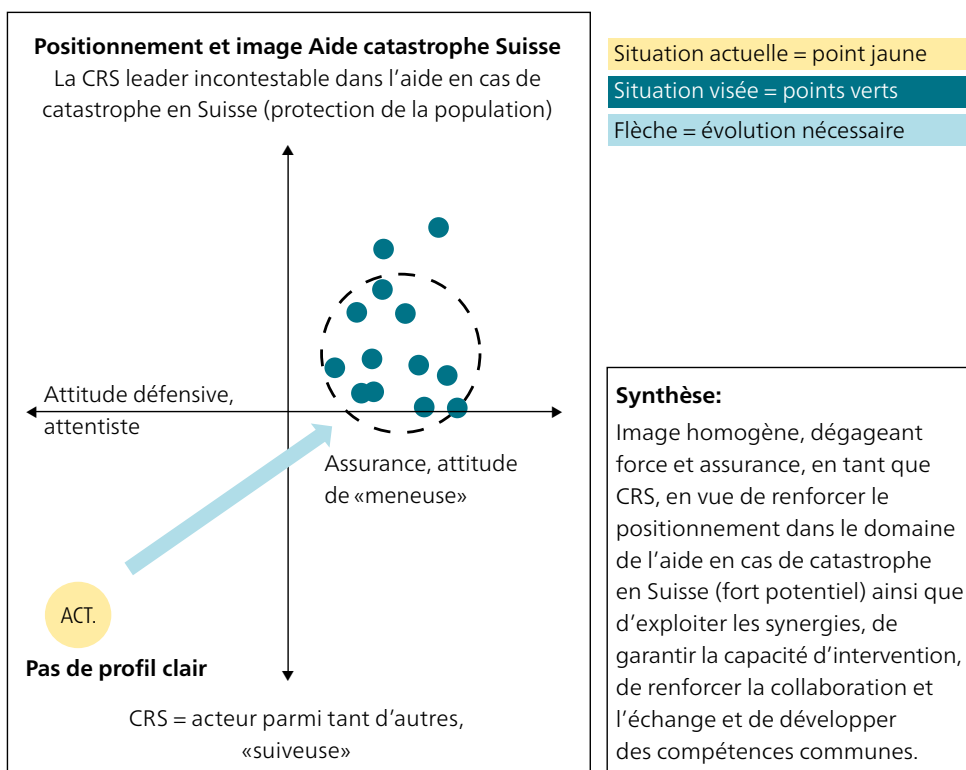 Positionnement et image Aide catastrophe Suisse
La CRS leader incontestable dans l'aide en cas de
catastrophe en Suisse (protection de la population)
Situation actuelle = point jaune
Situation visée = points verts
Flèche = évolution nécessaire
Attitude défensive,
attentiste
Assurance, attitude
de «meneuse»
ACT.
Pas de profil clair
CRS = acteur parmi tant d'autres,
«suiveuse»
Synthèse:
Image homogène, dégageant
force et assurance, en tant que
CRS, en vue de renforcer le
positionnement dans le domaine
de l'aide en cas de catastrophe
en Suisse (fort potentiel) ainsi que
d'exploiter les synergies, de
garantir la capacité d'intervention,
de renforcer la collaboration et
l'échange et de développer
des compétences communes.